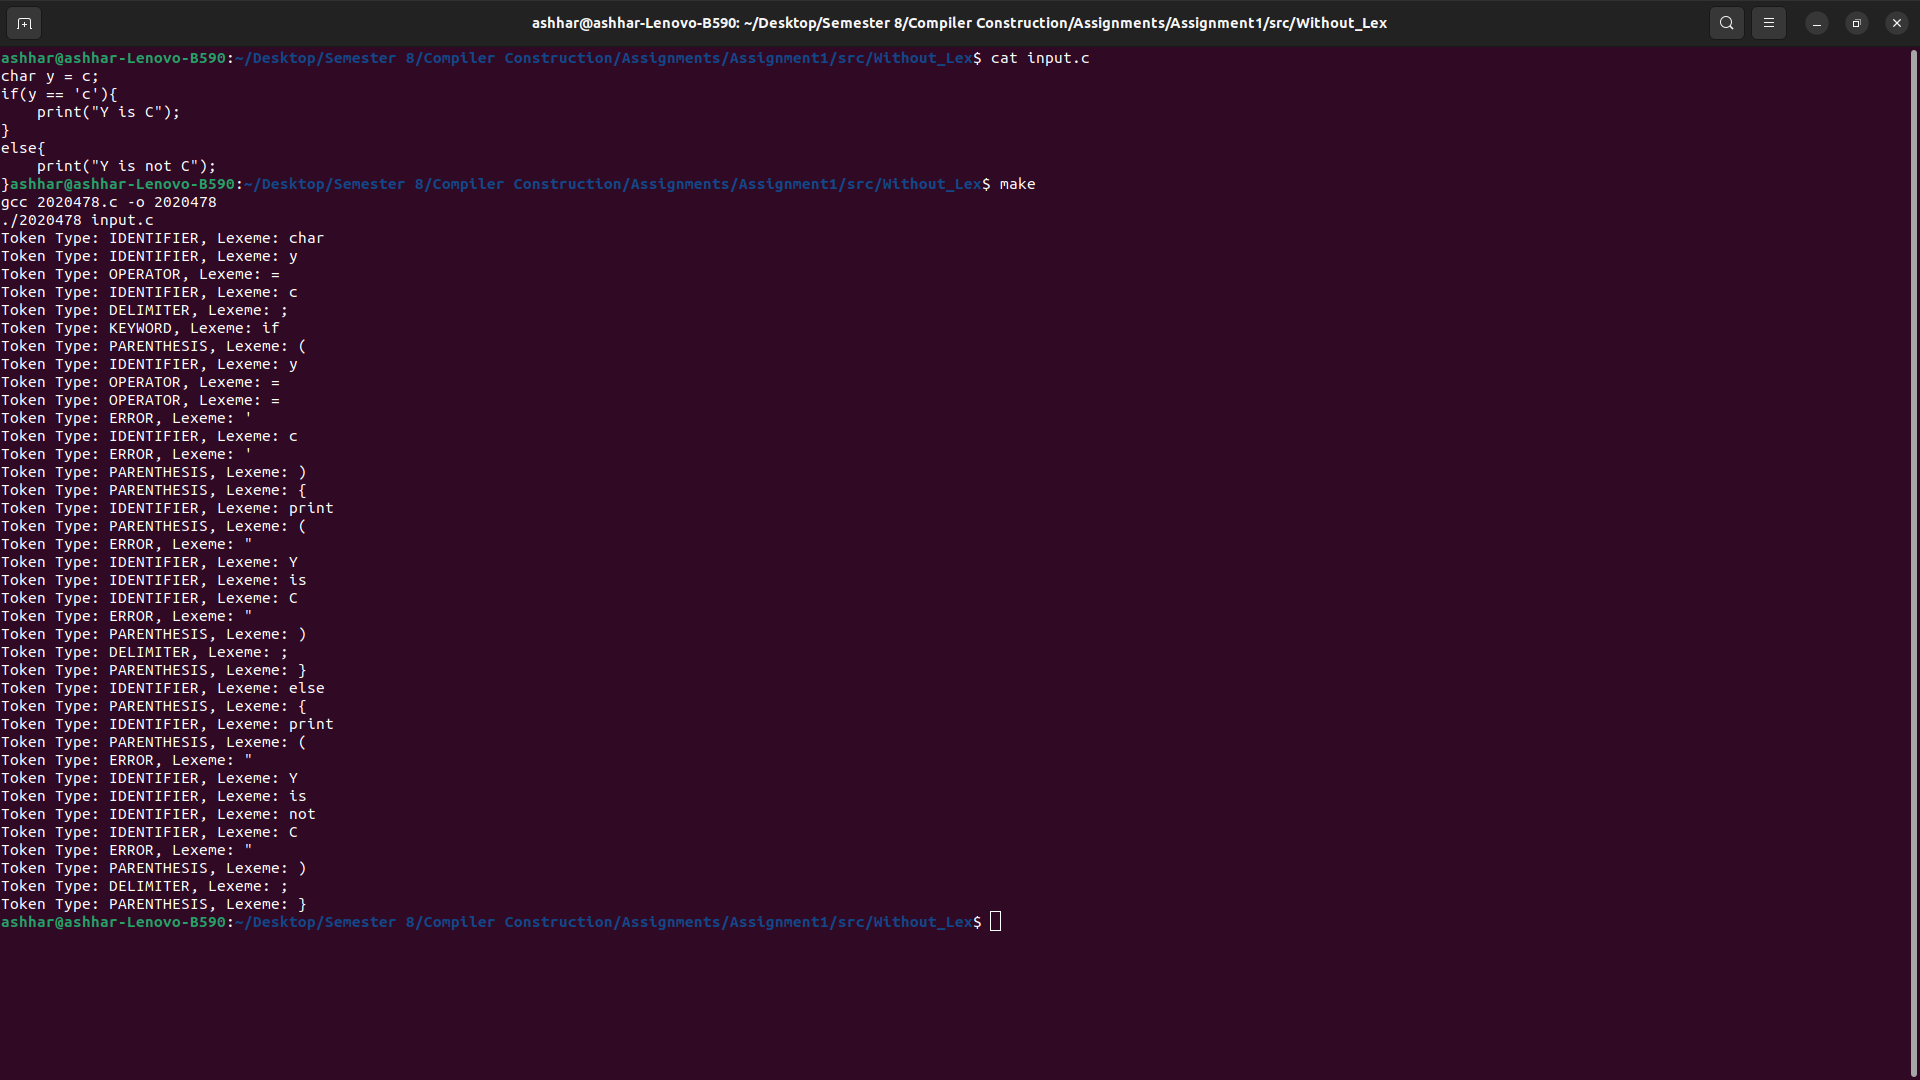 ashhar@ashhar-Lenovo-B590: ~/Desktop/Semester 8/Compiler Construction/Assignments/Assignment1/src/Without_Lex
ashhar@ashhar-Lenovo-B590:~/Desktop/Semester 8/Compiler Construction/Assignments/Assignment1/src/Without_Lex$ cat input.c
char y = c;
if(y == 'c'){
    print("Y is C");
}
else{
    print("Y is not C");
}ashhar@ashhar-Lenovo-B590:~/Desktop/Semester 8/Compiler Construction/Assignments/Assignment1/src/Without_Lex$ make
gcc 2020478.c -o 2020478
./2020478 input.c
Token Type: IDENTIFIER, Lexeme: char
Token Type: IDENTIFIER, Lexeme: y
Token Type: OPERATOR, Lexeme: =
Token Type: IDENTIFIER, Lexeme: c
Token Type: DELIMITER, Lexeme: ;
Token Type: KEYWORD, Lexeme: if
Token Type: PARENTHESIS, Lexeme: (
Token Type: IDENTIFIER, Lexeme: y
Token Type: OPERATOR, Lexeme: =
Token Type: OPERATOR, Lexeme: =
Token Type: ERROR, Lexeme: '
Token Type: IDENTIFIER, Lexeme: c
Token Type: ERROR, Lexeme: '
Token Type: PARENTHESIS, Lexeme: )
Token Type: PARENTHESIS, Lexeme: {
Token Type: IDENTIFIER, Lexeme: print
Token Type: PARENTHESIS, Lexeme: (
Token Type: ERROR, Lexeme: "
Token Type: IDENTIFIER, Lexeme: Y
Token Type: IDENTIFIER, Lexeme: is
Token Type: IDENTIFIER, Lexeme: C
Token Type: ERROR, Lexeme: "
Token Type: PARENTHESIS, Lexeme: )
Token Type: DELIMITER, Lexeme: ;
Token Type: PARENTHESIS, Lexeme: }
Token Type: IDENTIFIER, Lexeme: else
Token Type: PARENTHESIS, Lexeme: {
Token Type: IDENTIFIER, Lexeme: print
Token Type: PARENTHESIS, Lexeme: (
Token Type: ERROR, Lexeme: "
Token Type: IDENTIFIER, Lexeme: Y
Token Type: IDENTIFIER, Lexeme: is
Token Type: IDENTIFIER, Lexeme: not
Token Type: IDENTIFIER, Lexeme: C
Token Type: ERROR, Lexeme: "
Token Type: PARENTHESIS, Lexeme: )
Token Type: DELIMITER, Lexeme: ;
Token Type: PARENTHESIS, Lexeme: }
ashhar@ashhar-Lenovo-B590:~/Desktop/Semester 8/Compiler Construction/Assignments/Assignment1/src/Without_Lex$